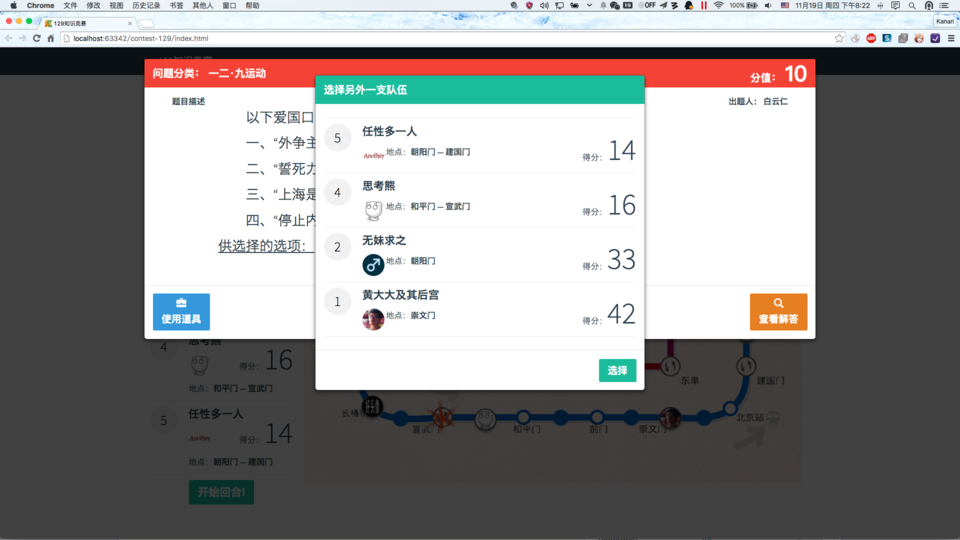 Chrome 文件 修改 视图 历史记录 书签 其他人 窗口 帮助
OFF 100% 11月19日 周四 下午8:22
129知识竞赛
Kanari
localhost:63342/contest-129/index.html
问题分类： 一二·九运动
分值： 10
题目描述
出题人： 白云仁
以下爱国口
一、“外争主
二、“誓死力
三、“上海是
四、“停止内
供选择的选项：
使用道具
查看解答
选择另外一支队伍
5
任性多一人
Another
地点： 朝阳门 — 建国门
得分： 14
4
思考熊
地点： 和平门 — 宣武门
得分： 16
2
无妹求之
地点： 朝阳门
得分： 33
1
黄大大及其后宫
地点： 崇文门
得分： 42
选择
4
思考熊
得分： 16
地点： 和平门 — 宣武门
5
任性多一人
Another
得分： 14
地点： 朝阳门 — 建国门
开始回合!
东单
建国门
长椿街
北京站
宣武门
和平门
前门
崇文门